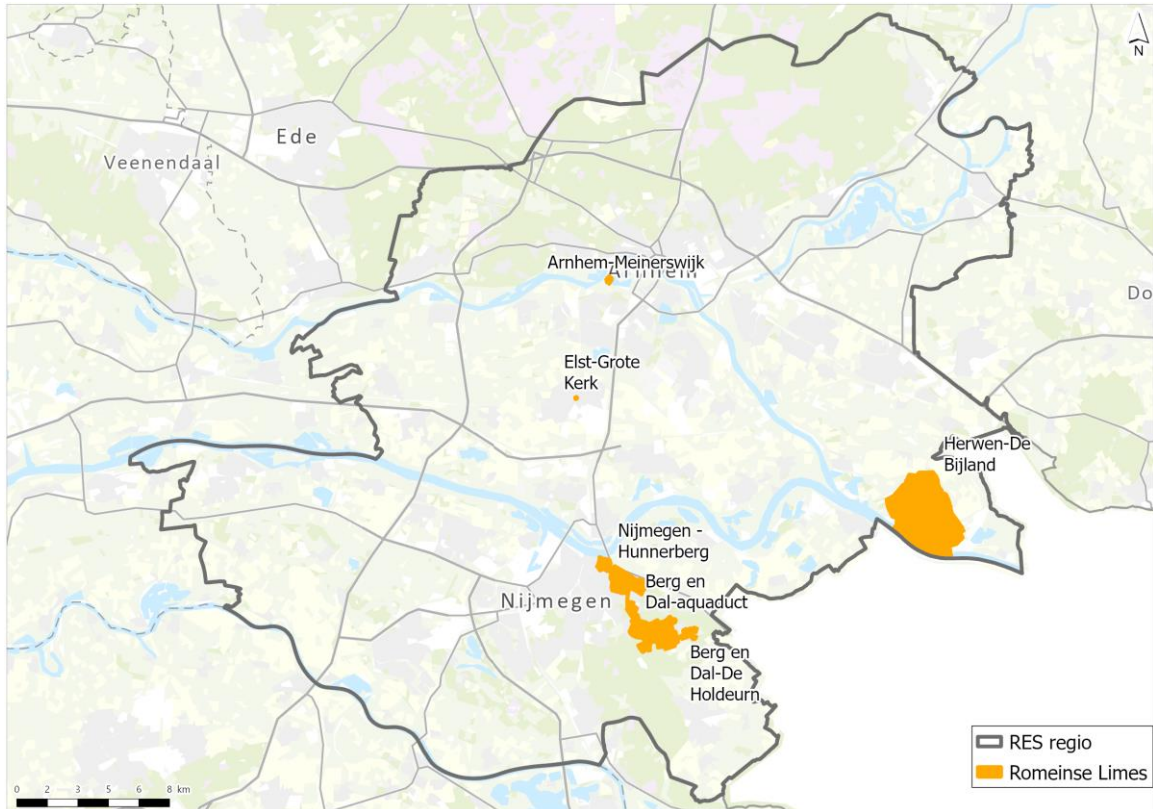 N
Ede
Veenendaal
Arnhem-Meinerswijk
Arnhem
Do
Elst-Grote
Kerk
Herwen-De
Bijland
Nijmegen -
Hunnerberg
Berg en
Dal-aquaduct
Nijmegen
Berg en
Dal-De
Holdeurn
RES regio
Romeinse Limes
0 2 3 5 6 8 km